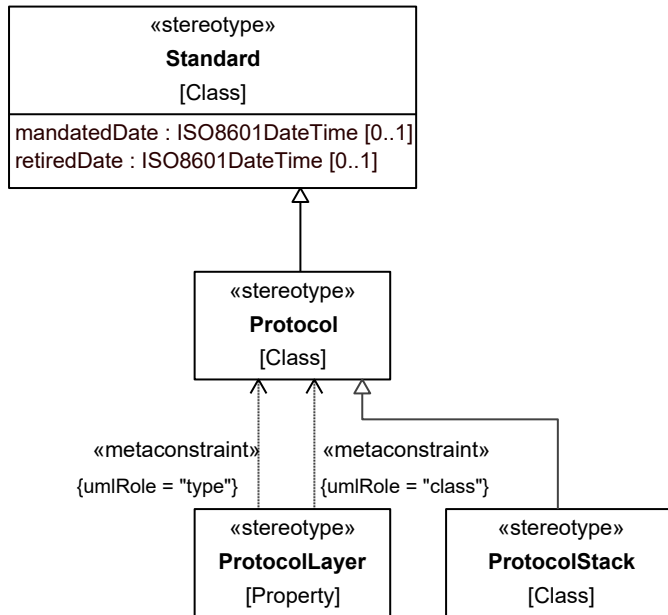 «stereotype»
Standard
[Class]
mandatedDate : ISO8601DateTime [0..1]
retiredDate : ISO8601DateTime [0..1]
«stereotype»
Protocol
[Class]
«metaconstraint»
{umlRole = "type"}
«metaconstraint»
{umlRole = "class"}
«stereotype»
ProtocolLayer
[Property]
«stereotype»
ProtocolStack
[Class]